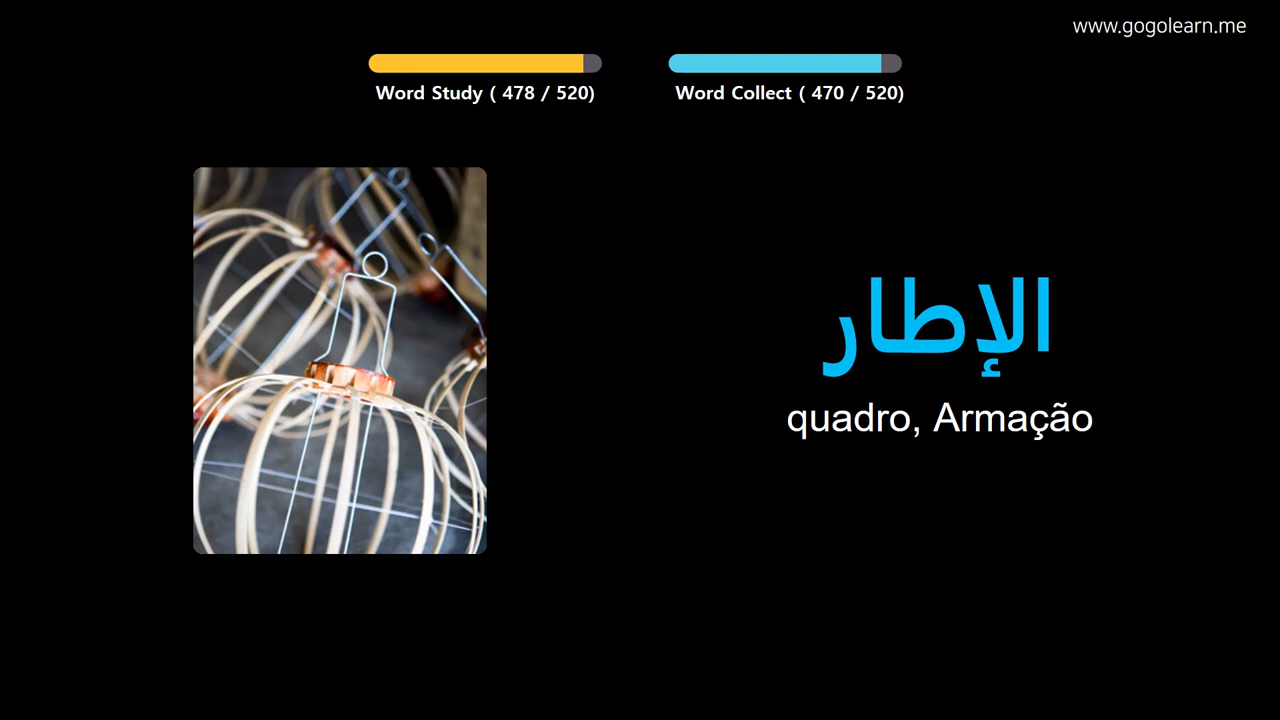 www.gogolearn.me
Word Study ( 478 / 520)
Word Collect ( 470 / 520)
الإطار
quadro, Armação